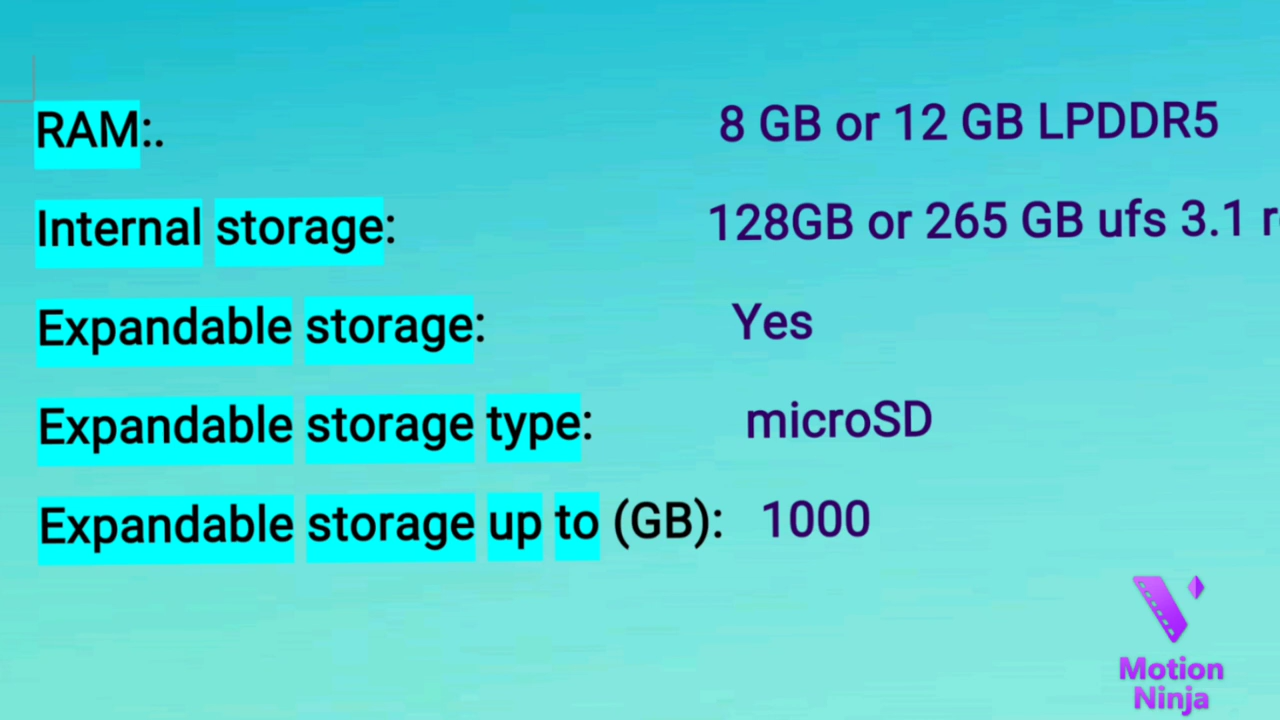 RAM:. 8 GB or 12 GB LPDDR5
Internal storage: 128GB or 265 GB ufs 3.1
Expandable storage: Yes
Expandable storage type: microSD
Expandable storage up to (GB): 1000
Motion
Ninja